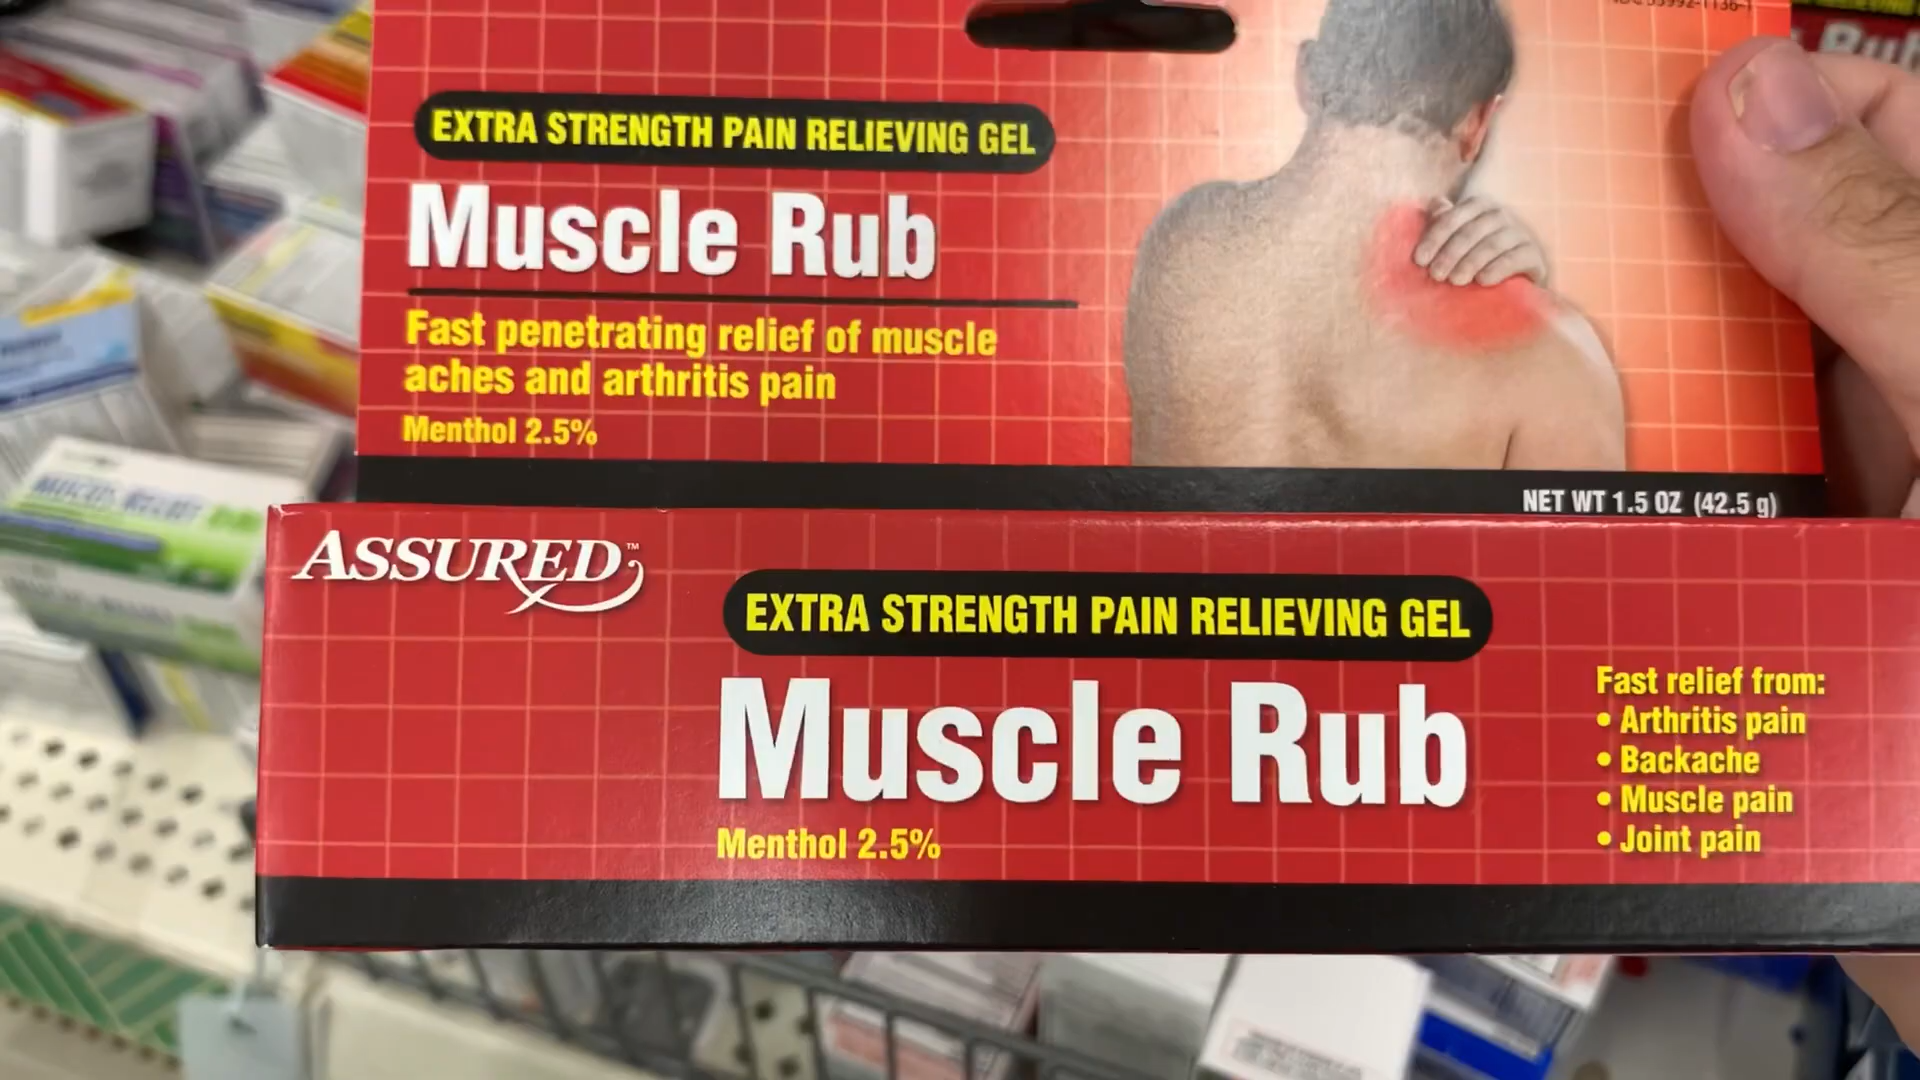 EXTRA STRENGTH PAIN RELIEVING GEL
Muscle Rub
Fast penetrating relief of muscle
aches and arthritis pain
Menthol 2.5%
NET WT 1.5 OZ (42.5 g)
ASSURED™
EXTRA STRENGTH PAIN RELIEVING GEL
Muscle Rub
Menthol 2.5%
Fast relief from:
• Arthritis pain
• Backache
• Muscle pain
• Joint pain